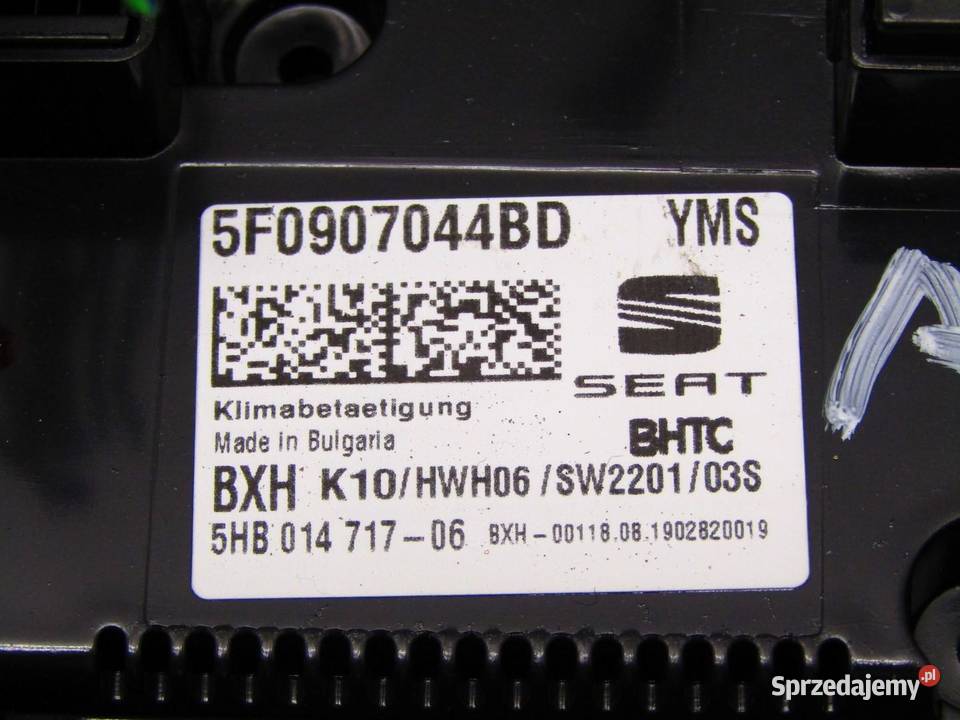 5F0907044BD YMS
SEAT
Klimabetaetigung
Made in Bulgaria BHTC
BXH K10/HWH06/SW2201/03S
5HB 014 717-06 BXH-00118.08.1902820019
Sprzedajemy.pl